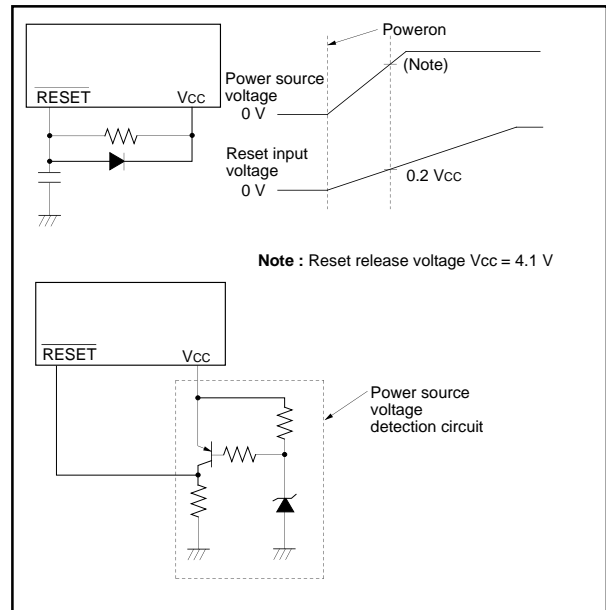 Poweron
(Note)
RESET
VCC
Power source
voltage
0 V
Reset input
voltage
0 V
0.2 VCC
Note : Reset release voltage Vcc = 4.1 V
RESET
VCC
Power source
voltage
detection circuit